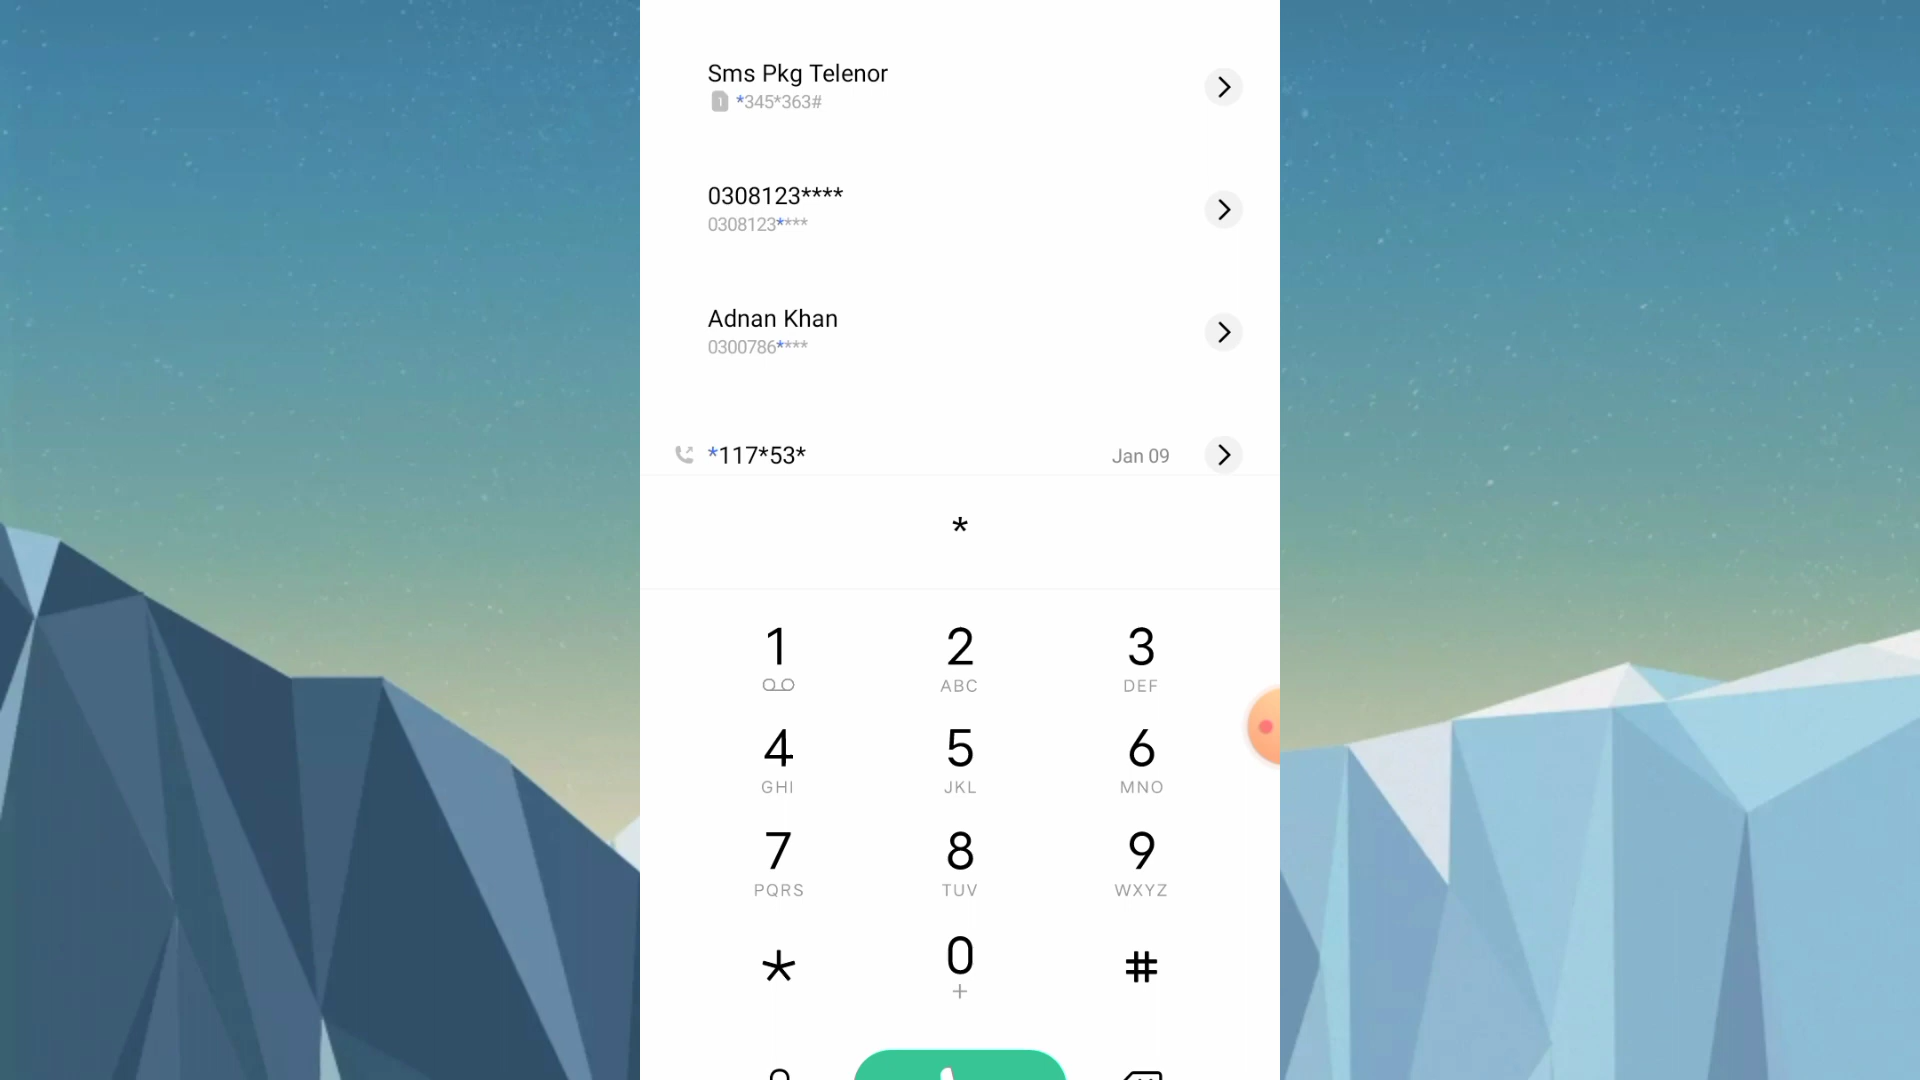 Sms Pkg Telenor
1 *345*363#
0308123****
0308123****
Adnan Khan
0300786****
*117*53* Jan 09
*
1 2 3
ABC DEF
4 5 6
GHI JKL MNO
7 8 9
PQRS TUV WXYZ
* 0 #
+